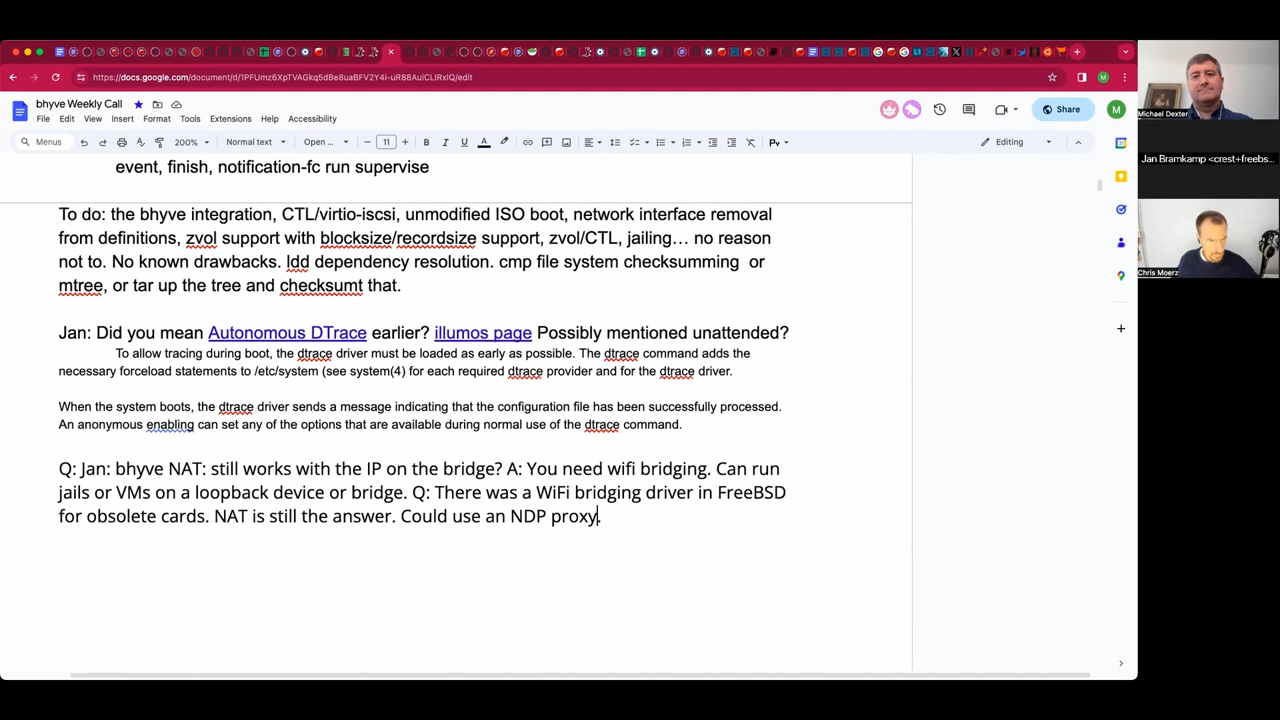 https://docs.google.com/document/d/1PFUmz6XpTVAGkq5dBe8uaBFV2Y4i-uR88AuiCLIRxIQ/edit
bhyve Weekly Call
File Edit View Insert Format Tools Extensions Help Accessibility
Share
M
Menus 200% Normal text Open ... 11 B I U A Editing
event, finish, notification-fc run supervise
To do: the bhyve integration, CTL/virtio-iscsi, unmodified ISO boot, network interface removal
from definitions, zvol support with blocksize/recordsize support, zvol/CTL, jailing… no reason
not to. No known drawbacks. ldd dependency resolution. cmp file system checksumming or
mtree, or tar up the tree and checksumt that.
Jan: Did you mean Autonomous DTrace earlier? illumos page Possibly mentioned unattended?
To allow tracing during boot, the dtrace driver must be loaded as early as possible. The dtrace command adds the
necessary forceload statements to /etc/system (see system(4) for each required dtrace provider and for the dtrace driver.
When the system boots, the dtrace driver sends a message indicating that the configuration file has been successfully processed.
An anonymous enabling can set any of the options that are available during normal use of the dtrace command.
Q: Jan: bhyve NAT: still works with the IP on the bridge? A: You need wifi bridging. Can run
jails or VMs on a loopback device or bridge. Q: There was a WiFi bridging driver in FreeBSD
for obsolete cards. NAT is still the answer. Could use an NDP proxy.
Michael Dexter
Jan Bramkamp <crest+freebs...
Chris Moerz